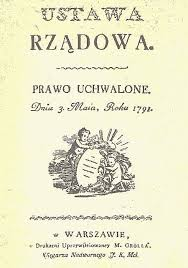 USTAWA
RZĄDOWA.
PRAWO UCHWALONE.
Dnia 3. Maia, Roku 1791.
w WARSZAWIE,
w Drukarni Uprzywileiowaney M. GRÖLLA,
Xięgarza Nadwornego J. K. Mci.